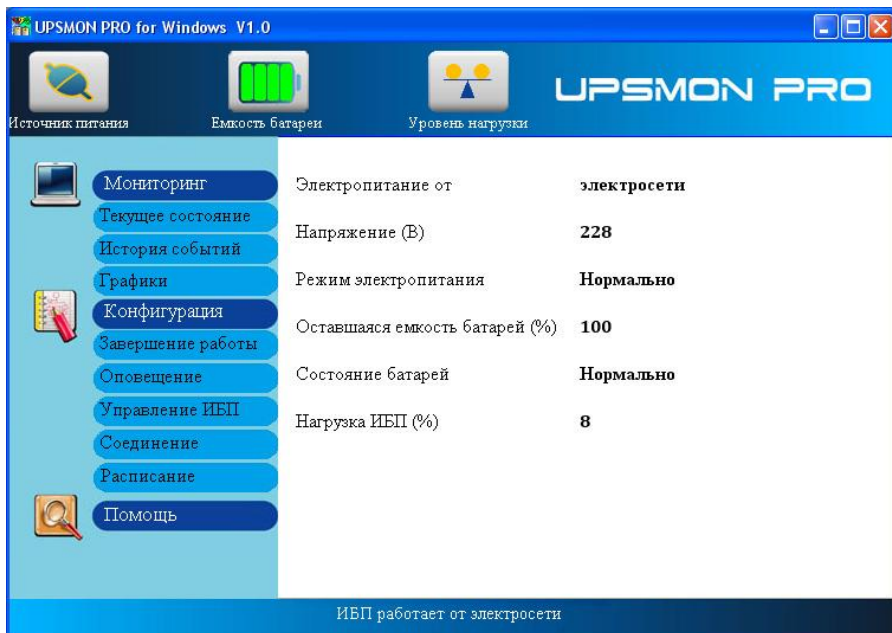 UPSMON PRO for Windows V1.0
UPSMON PRO
Источник питания
Емкость батареи
Уровень нагрузки
Мониторинг
Текущее состояние
История событий
Графики
Конфигурация
Завершение работы
Оповещение
Управление ИБП
Соединение
Расписание
Помощь
Электропитание от электросети
Напряжение (В) 228
Режим электропитания Нормально
Оставшаяся емкость батарей (%) 100
Состояние батарей Нормально
Нагрузка ИБП (%) 8
ИБП работает от электросети